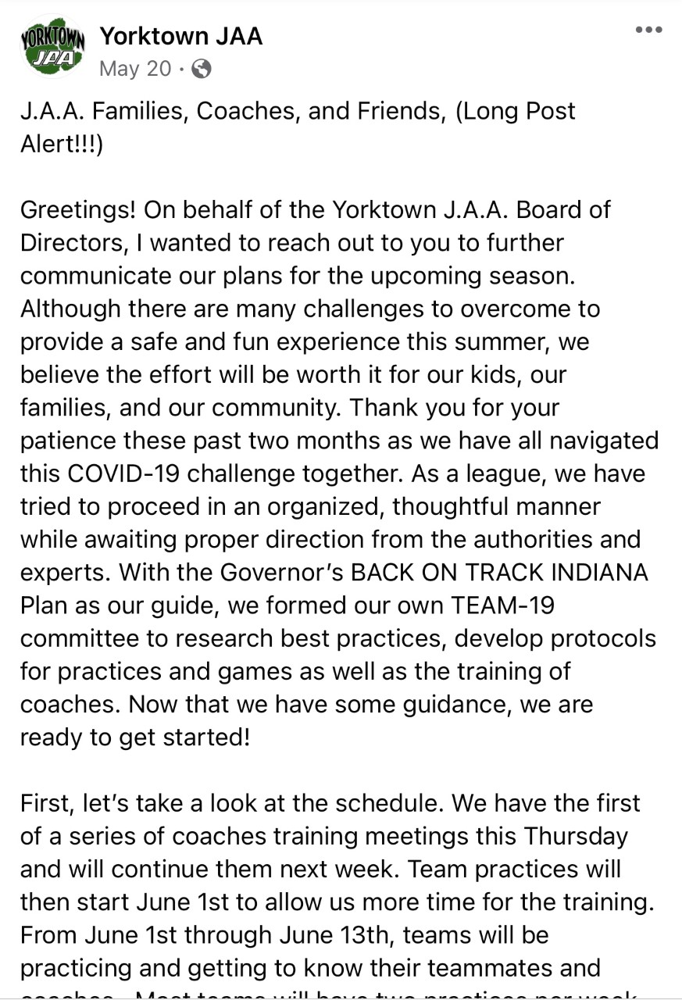 YORKTOWN
JAA
Yorktown JAA
May 20 ·
J.A.A. Families, Coaches, and Friends, (Long Post
Alert!!!)
Greetings! On behalf of the Yorktown J.A.A. Board of
Directors, I wanted to reach out to you to further
communicate our plans for the upcoming season.
Although there are many challenges to overcome to
provide a safe and fun experience this summer, we
believe the effort will be worth it for our kids, our
families, and our community. Thank you for your
patience these past two months as we have all navigated
this COVID-19 challenge together. As a league, we have
tried to proceed in an organized, thoughtful manner
while awaiting proper direction from the authorities and
experts. With the Governor’s BACK ON TRACK INDIANA
Plan as our guide, we formed our own TEAM-19
committee to research best practices, develop protocols
for practices and games as well as the training of
coaches. Now that we have some guidance, we are
ready to get started!
First, let’s take a look at the schedule. We have the first
of a series of coaches training meetings this Thursday
and will continue them next week. Team practices will
then start June 1st to allow us more time for the training.
From June 1st through June 13th, teams will be
practicing and getting to know their teammates and
coaches. Most teams will have two practices per week